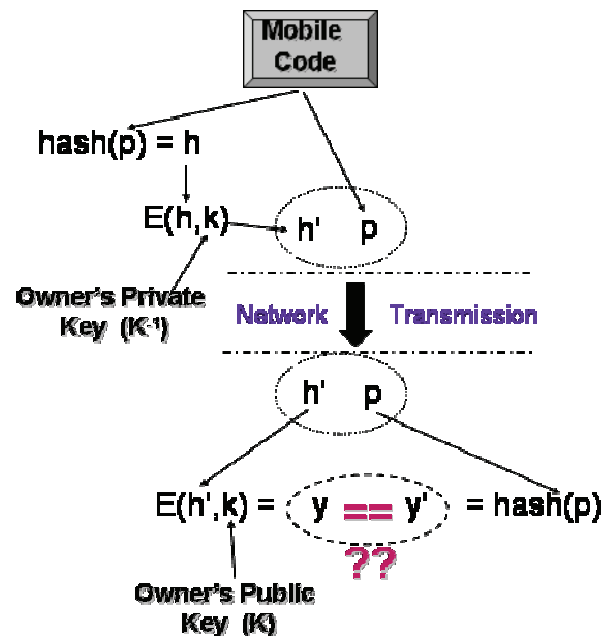 Mobile
Code
hash(p) = h
E(h,k)
h' p
Owner's Private
Key (K⁻¹)
Network Transmission
h' p
E(h',k) = y == y' = hash(p)
??
Owner's Public
Key (K)